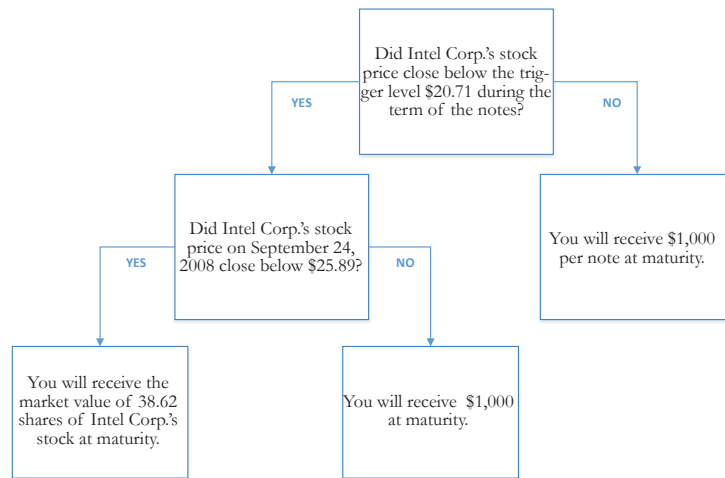 Did Intel Corp.'s stock
price close below the trig-
ger level $20.71 during the
term of the notes?
YES
NO
Did Intel Corp.'s stock
price on September 24,
2008 close below $25.89?
You will receive $1,000
per note at maturity.
YES
NO
You will receive the
market value of 38.62
shares of Intel Corp.'s
stock at maturity.
You will receive $1,000
at maturity.